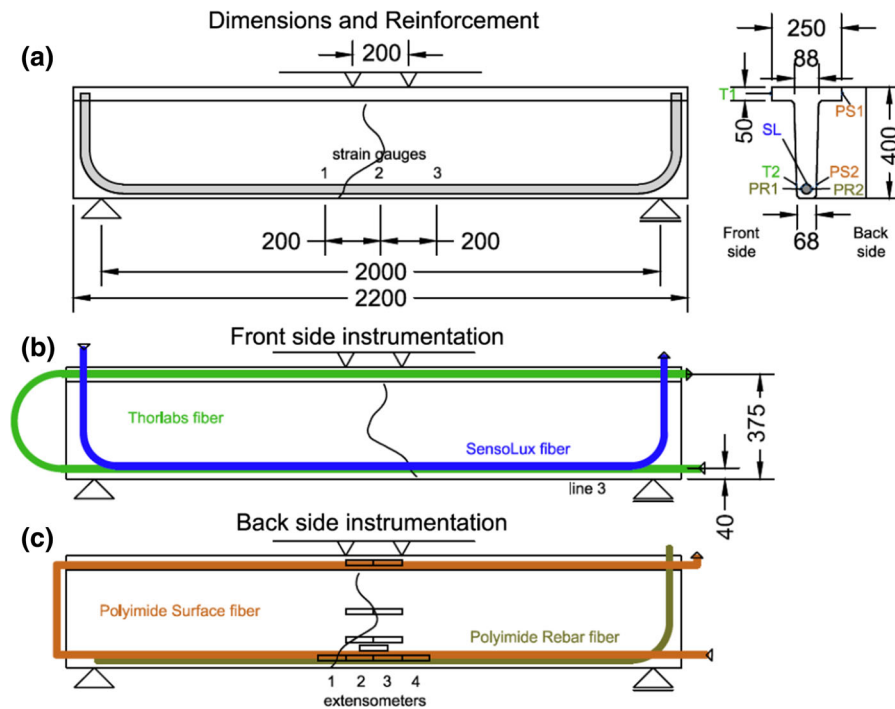 Dimensions and Reinforcement
(a)
200
250
88
T1
PS1
50
SL
400
strain gauges
1 2 3
T2 PS2
PR1 PR2
200 200
Front side
68
Back side
2000
2200
(b)
Front side instrumentation
Thorlabs fiber
SensoLux fiber
375
line 3
40
(c)
Back side instrumentation
Polyimide Surface fiber
Polyimide Rebar fiber
1 2 3 4
extensometers